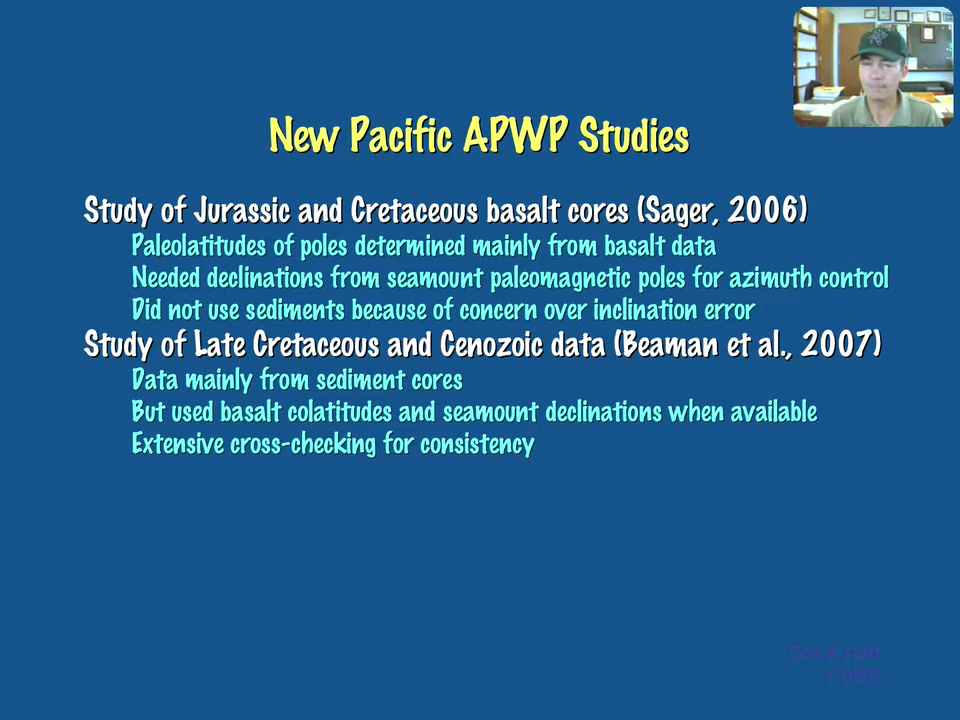 New Pacific APWP Studies
Study of Jurassic and Cretaceous basalt cores (Sager, 2006)
Paleolatitudes of poles determined mainly from basalt data
Needed declinations from seamount paleomagnetic poles for azimuth control
Did not use sediments because of concern over inclination error
Study of Late Cretaceous and Cenozoic data (Beaman et al., 2007)
Data mainly from sediment cores
But used basalt colatitudes and seamount declinations when available
Extensive cross-checking for consistency
Cox & Hart
(1986)